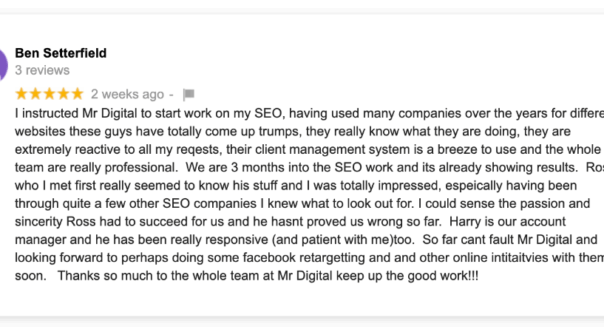 Ben Setterfield
3 reviews
★★★★★ 2 weeks ago -
I instructed Mr Digital to start work on my SEO, having used many companies over the years for differe
websites these guys have totally come up trumps, they really know what they are doing, they are
extremely reactive to all my reqests, their client management system is a breeze to use and the whole
team are really professional.  We are 3 months into the SEO work and its already showing results.  Ros
who I met first really seemed to know his stuff and I was totally impressed, espeically having been
through quite a few other SEO companies I knew what to look out for. I could sense the passion and
sincerity Ross had to succeed for us and he hasnt proved us wrong so far.  Harry is our account
manager and he has been really responsive (and patient with me)too.  So far cant fault Mr Digital and
looking forward to perhaps doing some facebook retargetting and and other online intitaitvies with them
soon.   Thanks so much to the whole team at Mr Digital keep up the good work!!!